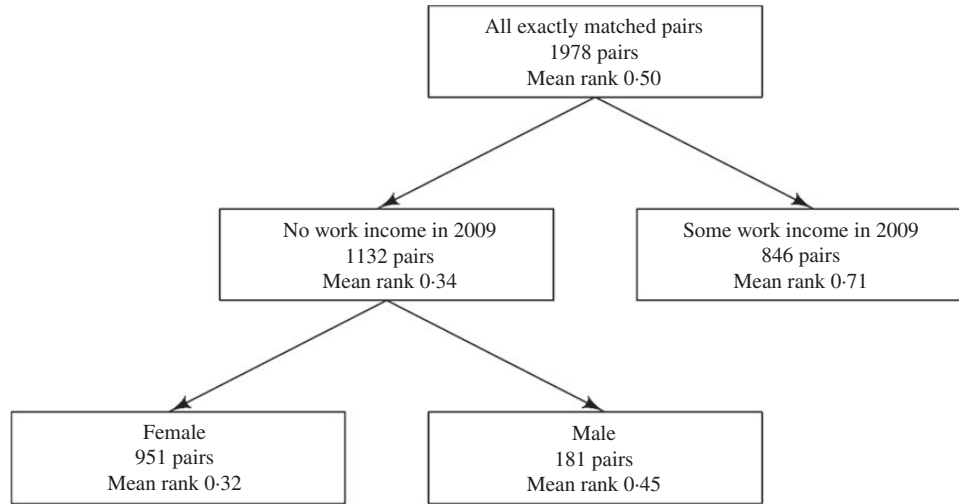 All exactly matched pairs
1978 pairs
Mean rank 0·50
No work income in 2009
1132 pairs
Mean rank 0·34
Some work income in 2009
846 pairs
Mean rank 0·71
Female
951 pairs
Mean rank 0·32
Male
181 pairs
Mean rank 0·45